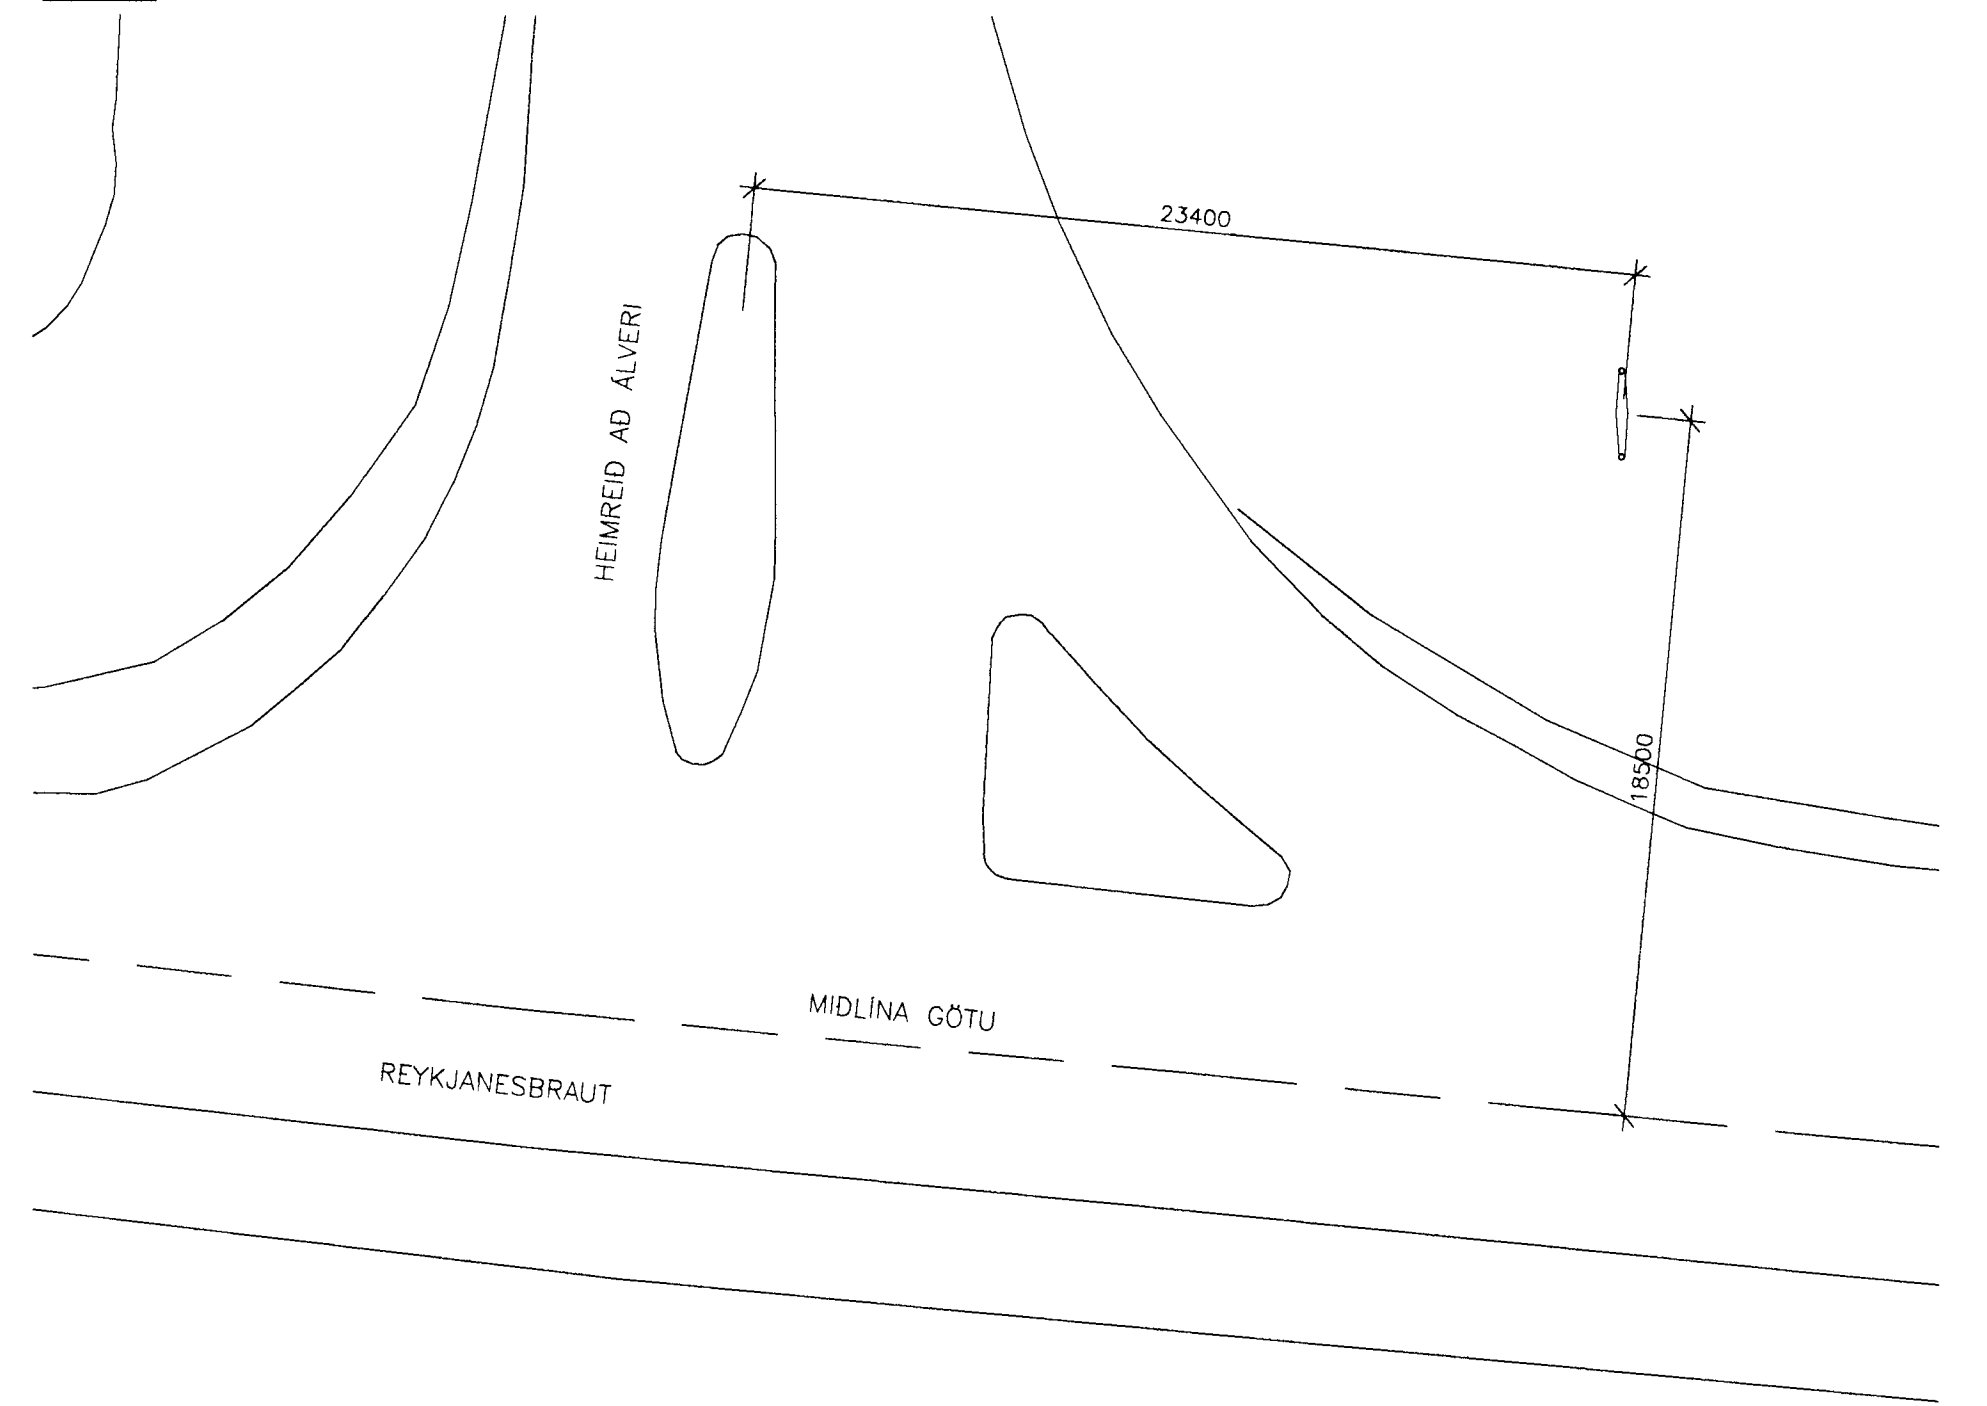 23400
HEIMREIÐ AÐ ÁLVERI
18500
MIÐLÍNA GÖTU
REYKJANESBRAUT